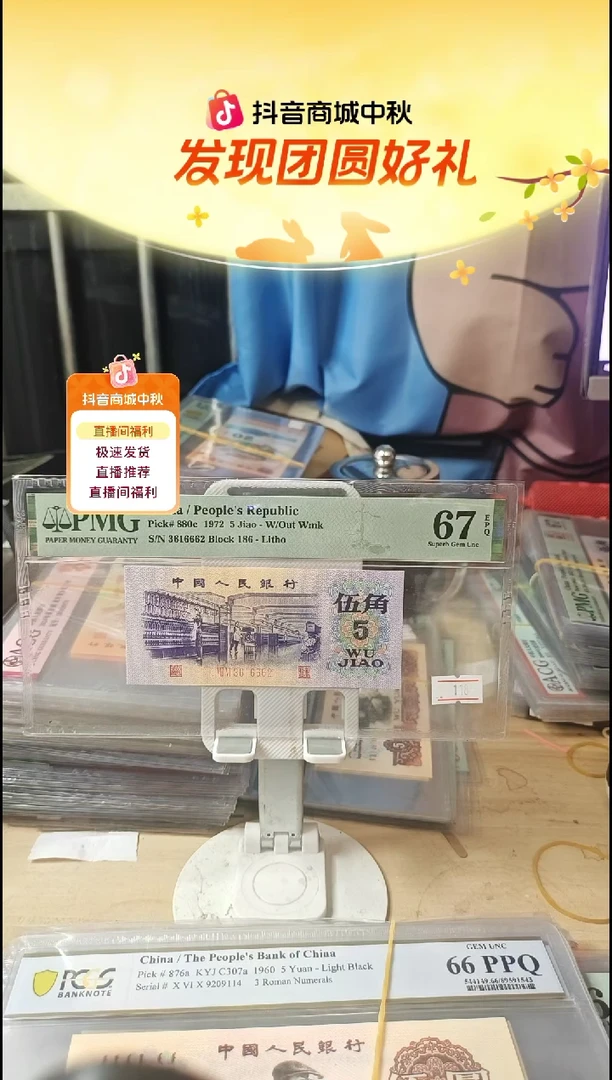 抖音商城中秋
发现团圆好礼
抖音商城中秋
直播间福利
极速发货
直播推荐
直播间福利
PMG
PAPER MONEY GUARANTY
/ People's Republic
Pick# 880c 1972 5 Jiao - W/Out Wmk
S/N 3616662 Block 186 - Litho
67
EPQ
Superb Gem Unc
中國人民銀行
伍角
5
WU
JIAO
PCGS
BANKNOTE
China / The People's Bank of China
Pick # 876a KYJ C307a 1960 5 Yuan - Light Black
Serial # X VI X 9209114 3 Roman Numerals
GEM UNC
66 PPQ
中國人民銀行